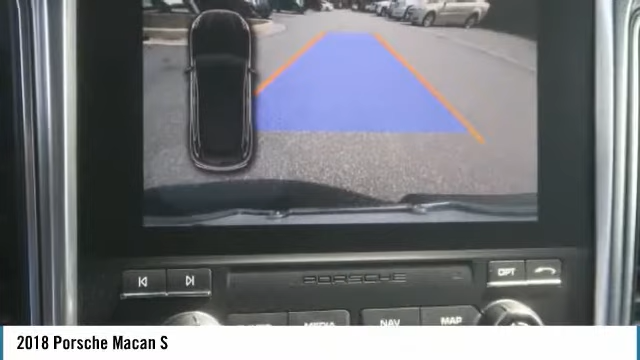 PORSCHE
OPT
MEDIA
NAV
MAP
2018 Porsche Macan S